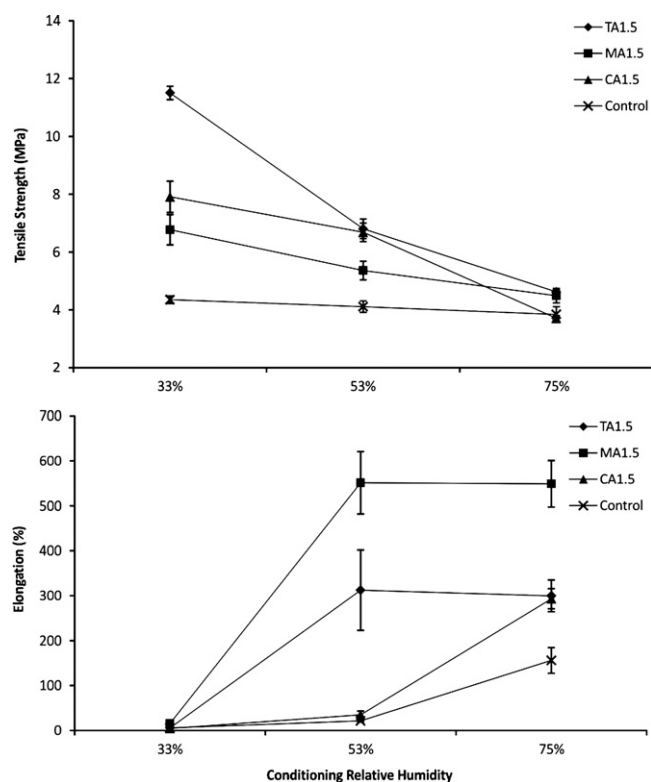 14
12
10
8
6
4
2
Tensile Strength (MPa)
TA1.5
MA1.5
CA1.5
Control
33%
53%
75%
700
600
500
400
300
200
100
0
Elongation (%)
TA1.5
MA1.5
CA1.5
Control
33%
53%
75%
Conditioning Relative Humidity